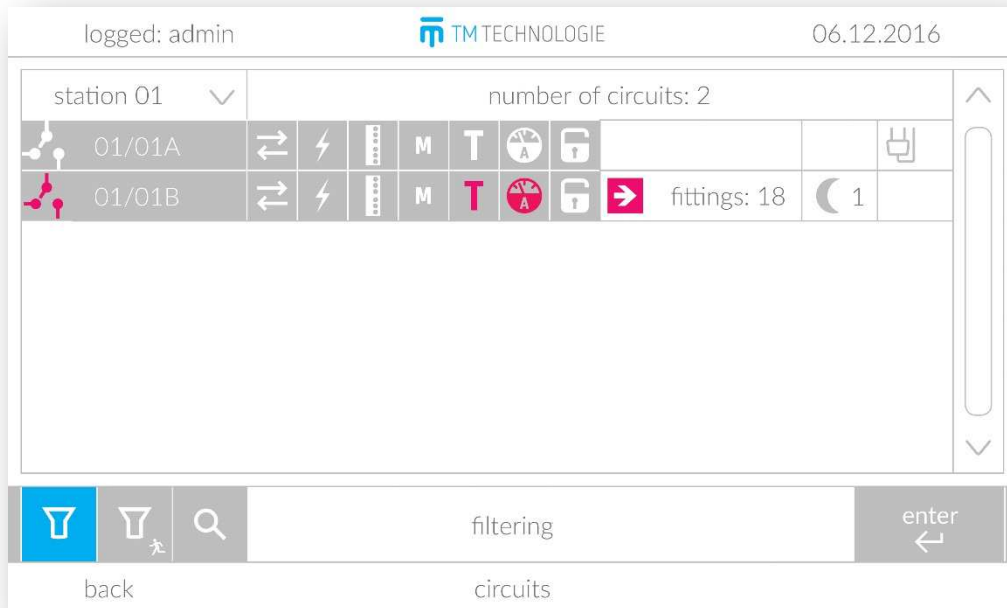 logged: admin TM TECHNOLOGIE 06.12.2016
station 01 number of circuits: 2
01/01A M T A
01/01B M T A fittings: 18 1
filtering enter
back circuits